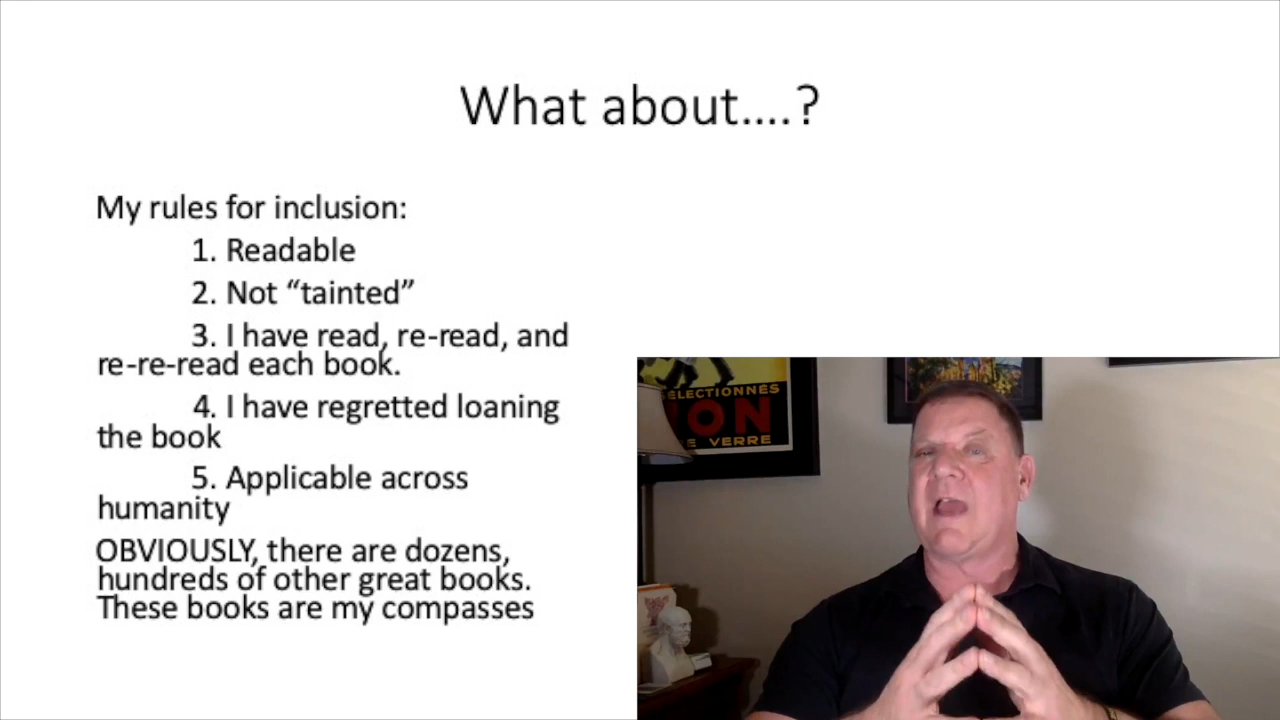 What about....?
My rules for inclusion:
1. Readable
2. Not “tainted”
3. I have read, re-read, and
re-re-read each book.
4. I have regretted loaning
the book
5. Applicable across
humanity
OBVIOUSLY, there are dozens,
hundreds of other great books.
These books are my compasses
SÉLECTIONNÉS
ON
E VERRE